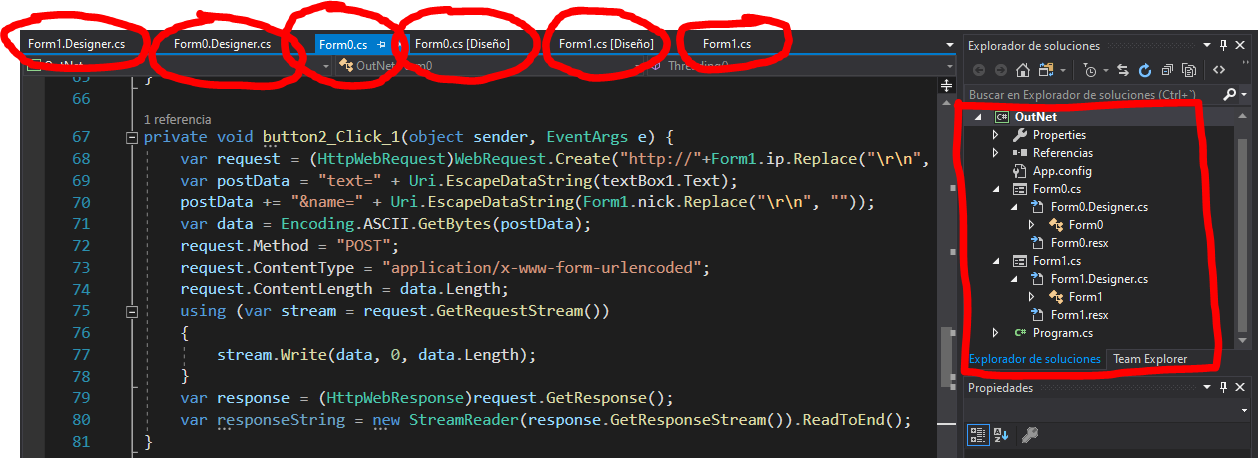 Form1.Designer.cs Form0.Designer.cs Form0.cs Form0.cs [Diseño] Form1.cs [Diseño] Form1.cs
OutNet
Threading0
65 }
66
1 referencia
67 private void button2_Click_1(object sender, EventArgs e) {
68 var request = (HttpWebRequest)WebRequest.Create("http://"+Form1.ip.Replace("\r\n",
69 var postData = "text=" + Uri.EscapeDataString(textBox1.Text);
70 postData += "&name=" + Uri.EscapeDataString(Form1.nick.Replace("\r\n", ""));
71 var data = Encoding.ASCII.GetBytes(postData);
72 request.Method = "POST";
73 request.ContentType = "application/x-www-form-urlencoded";
74 request.ContentLength = data.Length;
75 using (var stream = request.GetRequestStream())
76 {
77 stream.Write(data, 0, data.Length);
78 }
79 var response = (HttpWebResponse)request.GetResponse();
80 var responseString = new StreamReader(response.GetResponseStream()).ReadToEnd();
81 }
Explorador de soluciones
Buscar en Explorador de soluciones (Ctrl+¨)
C# OutNet
Properties
Referencias
App.config
Form0.cs
Form0.Designer.cs
Form0
Form0.resx
Form1.cs
Form1.Designer.cs
Form1
Form1.resx
C# Program.cs
Explorador de soluciones Team Explorer
Propiedades